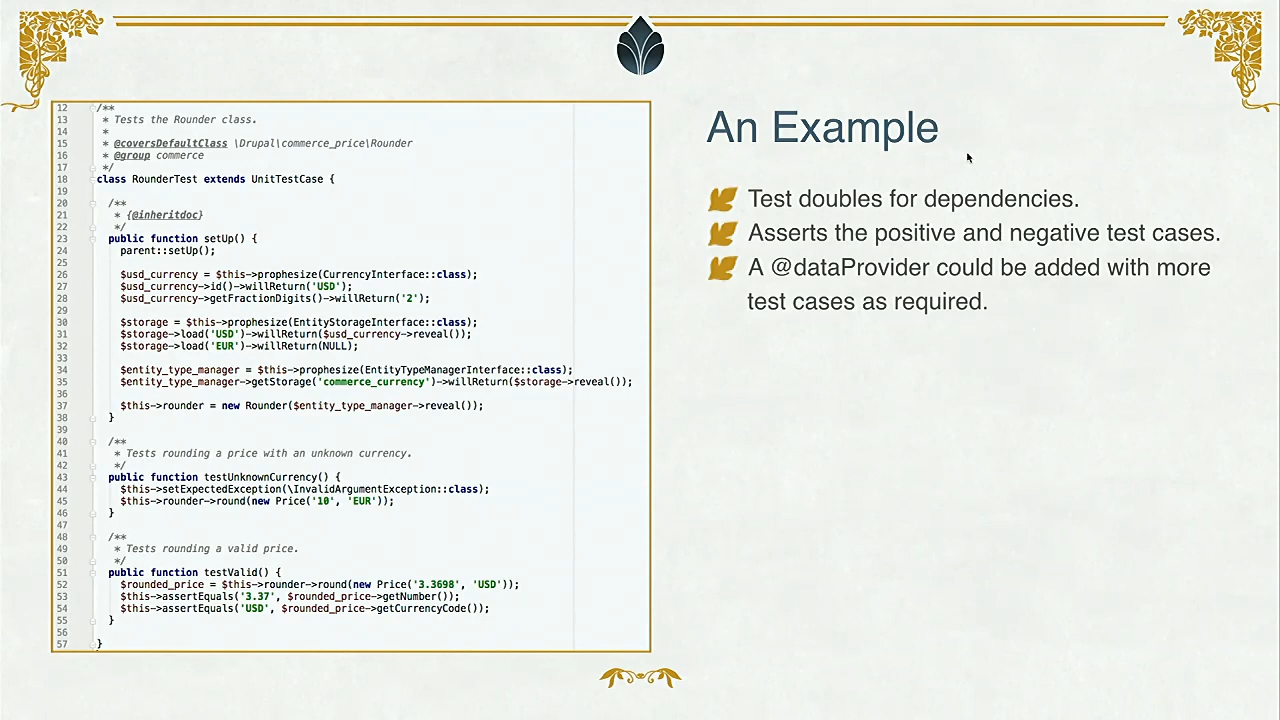 12 /**
13  * Tests the Rounder class.
14  *
15  * @coversDefaultClass \Drupal\commerce_price\Rounder
16  * @group commerce
17  */
18 class RounderTest extends UnitTestCase {
19
20   /**
21    * {@inheritdoc}
22    */
23   public function setUp() {
24     parent::setUp();
25
26     $usd_currency = $this->prophesize(CurrencyInterface::class);
27     $usd_currency->id()->willReturn('USD');
28     $usd_currency->getFractionDigits()->willReturn('2');
29
30     $storage = $this->prophesize(EntityStorageInterface::class);
31     $storage->load('USD')->willReturn($usd_currency->reveal());
32     $storage->load('EUR')->willReturn(NULL);
33
34     $entity_type_manager = $this->prophesize(EntityTypeManagerInterface::class);
35     $entity_type_manager->getStorage('commerce_currency')->willReturn($storage->reveal());
36
37     $this->rounder = new Rounder($entity_type_manager->reveal());
38   }
39
40   /**
41    * Tests rounding a price with an unknown currency.
42    */
43   public function testUnknownCurrency() {
44     $this->setExpectedException(\InvalidArgumentException::class);
45     $this->rounder->round(new Price('10', 'EUR'));
46   }
47
48   /**
49    * Tests rounding a valid price.
50    */
51   public function testValid() {
52     $rounded_price = $this->rounder->round(new Price('3.3698', 'USD'));
53     $this->assertEquals('3.37', $rounded_price->getNumber());
54     $this->assertEquals('USD', $rounded_price->getCurrencyCode());
55   }
56
57 }
An Example
Test doubles for dependencies.
Asserts the positive and negative test cases.
A @dataProvider could be added with more
test cases as required.